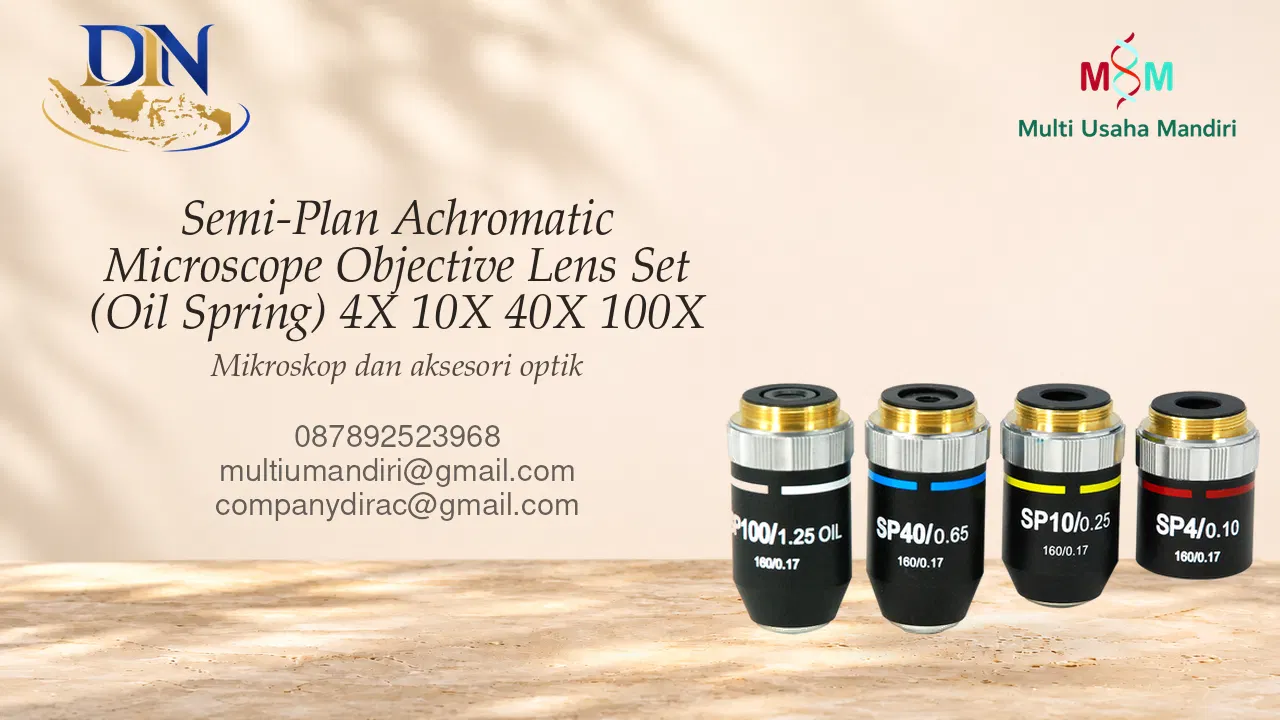 DIN
MSM
Multi Usaha Mandiri
Semi-Plan Achromatic
Microscope Objective Lens Set
(Oil Spring) 4X 10X 40X 100X
Mikroskop dan aksesori optik
087892523968
multiumandiri@gmail.com
companydirac@gmail.com
SP100/1.25 OIL
160/0.17
SP40/0.65
160/0.17
SP10/0.25
160/0.17
SP4/0.10
160/0.17